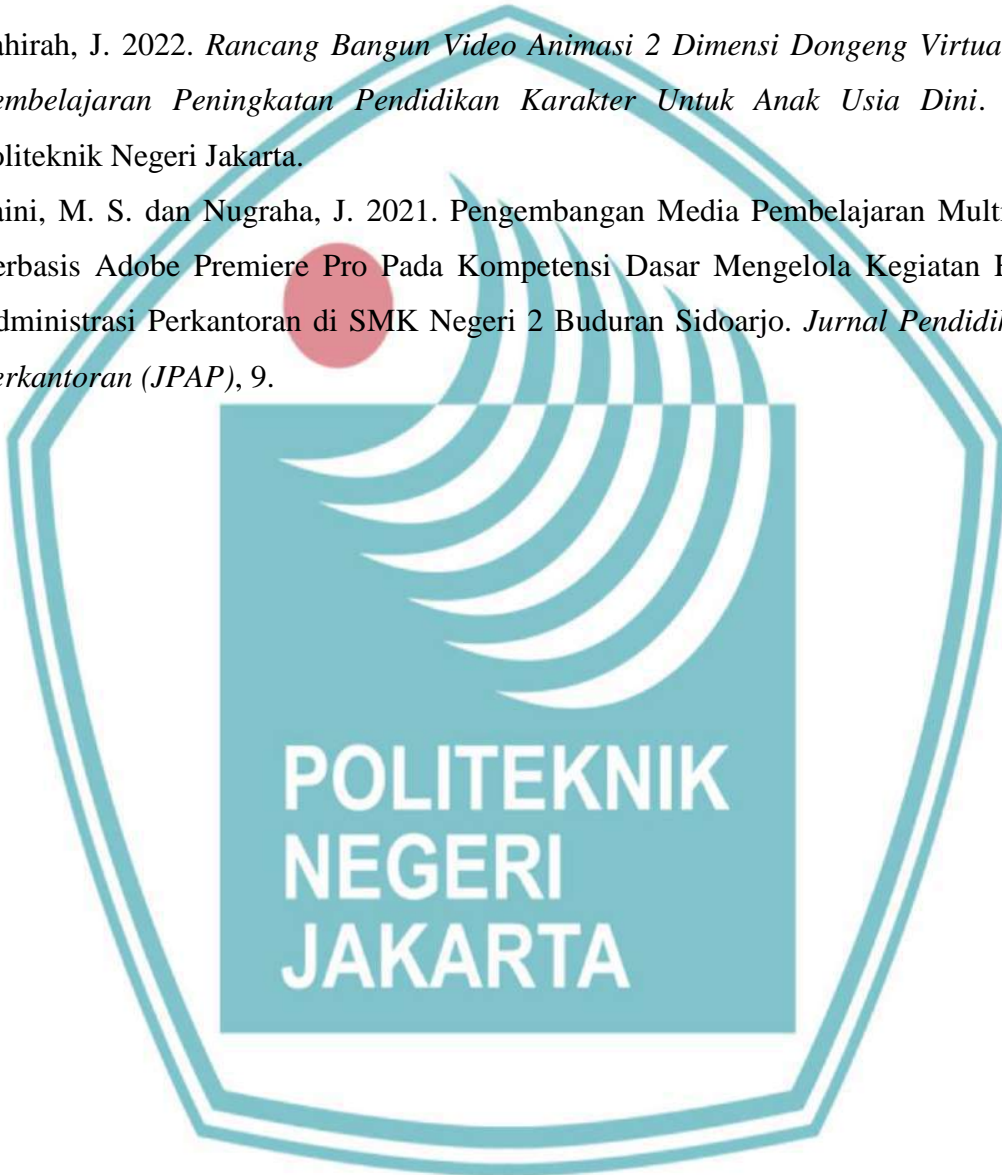 ahirah, J. 2022. Rancang Bangun Video Animasi 2 Dimensi Dongeng Virtua
embelajaran Peningkatan Pendidikan Karakter Untuk Anak Usia Dini.
oliteknik Negeri Jakarta.
aini, M. S. dan Nugraha, J. 2021. Pengembangan Media Pembelajaran Mult
erbasis Adobe Premiere Pro Pada Kompetensi Dasar Mengelola Kegiatan
dministrasi Perkantoran di SMK Negeri 2 Buduran Sidoarjo. Jurnal Pendidi
erkantoran (JPAP), 9.
POLITEKNIK
NEGERI
JAKARTA